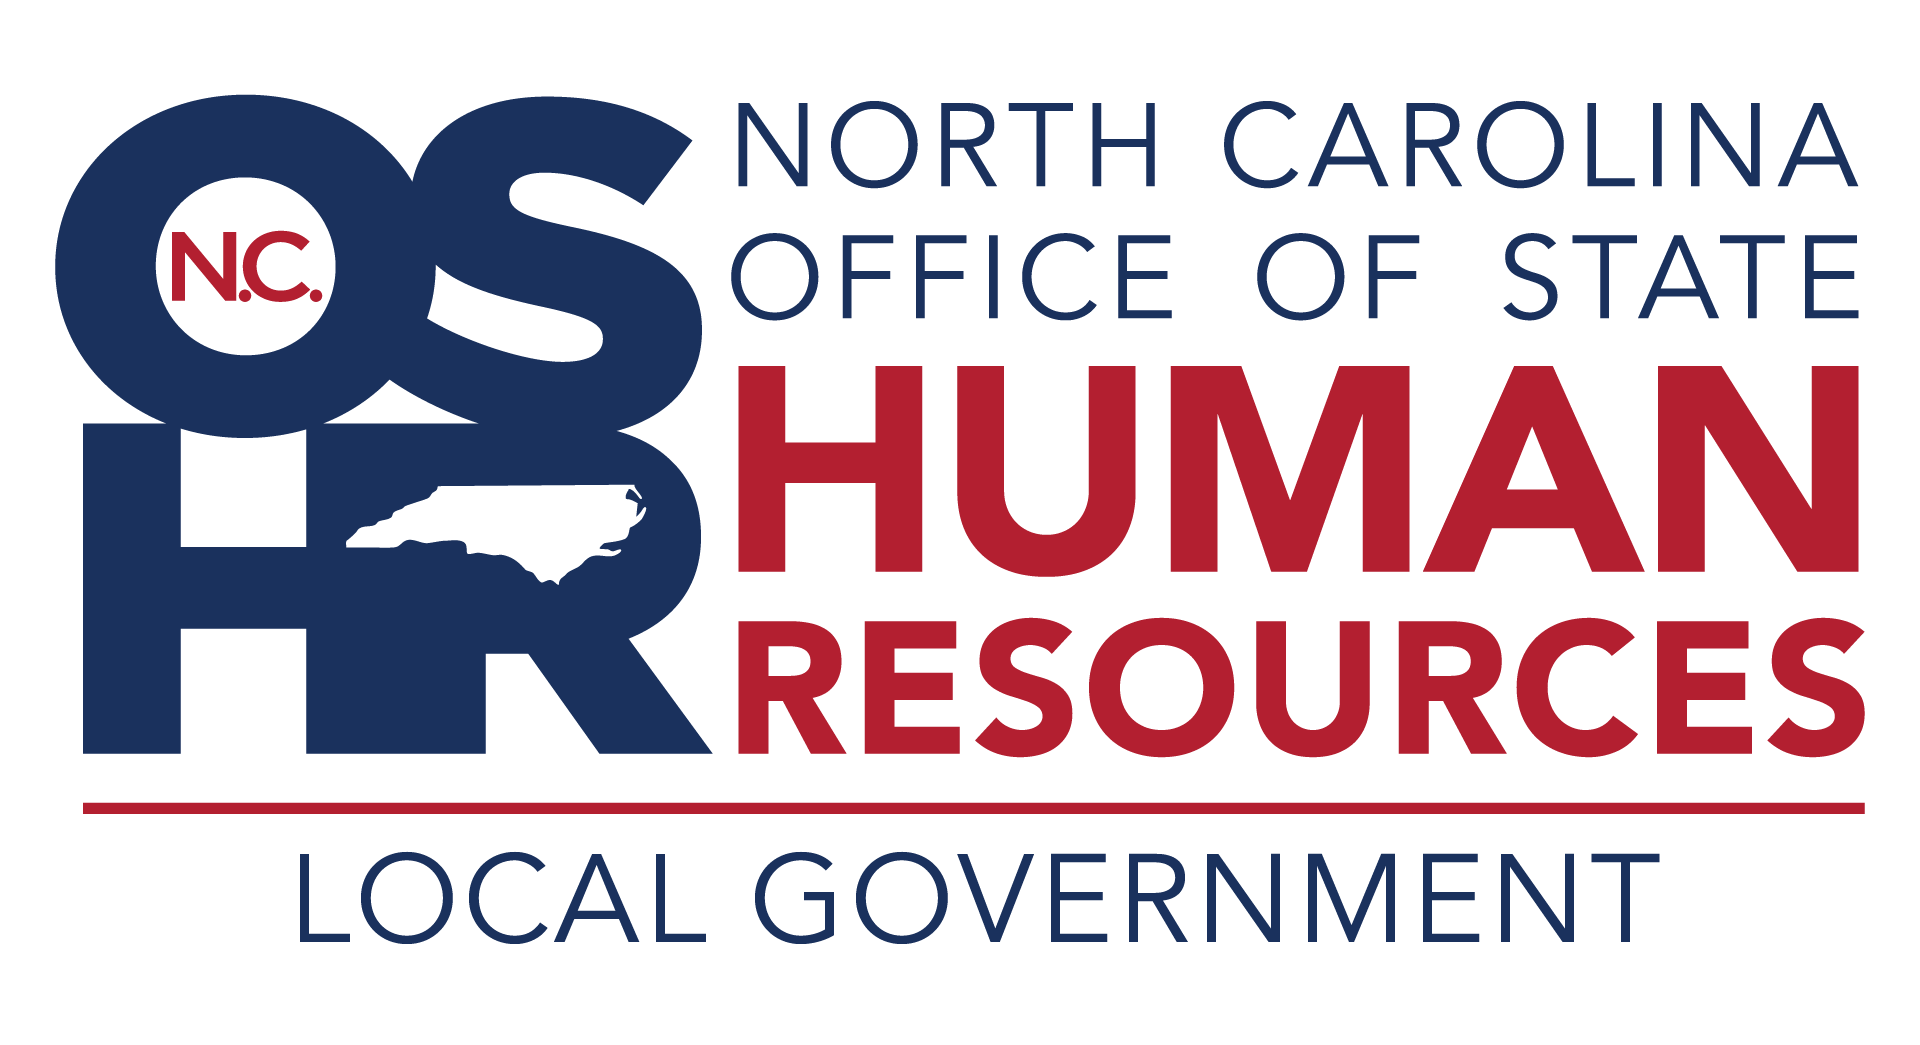 OS
N.C.
HR
NORTH CAROLINA
OFFICE OF STATE
HUMAN
RESOURCES
LOCAL GOVERNMENT